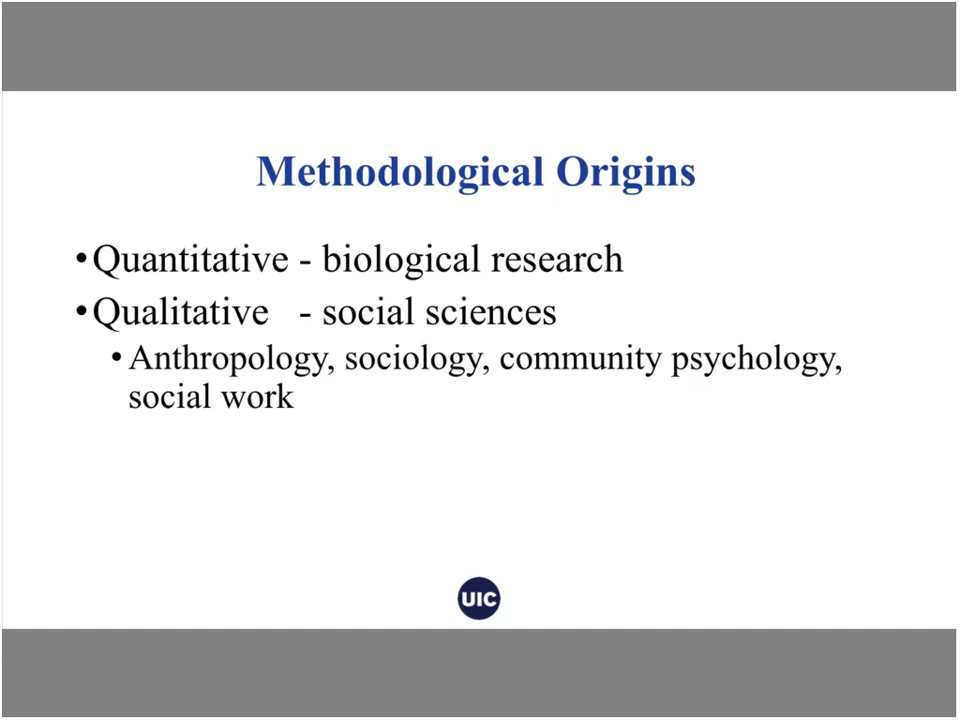 Methodological Origins
•Quantitative - biological research
•Qualitative - social sciences
•Anthropology, sociology, community psychology,
social work
UIC